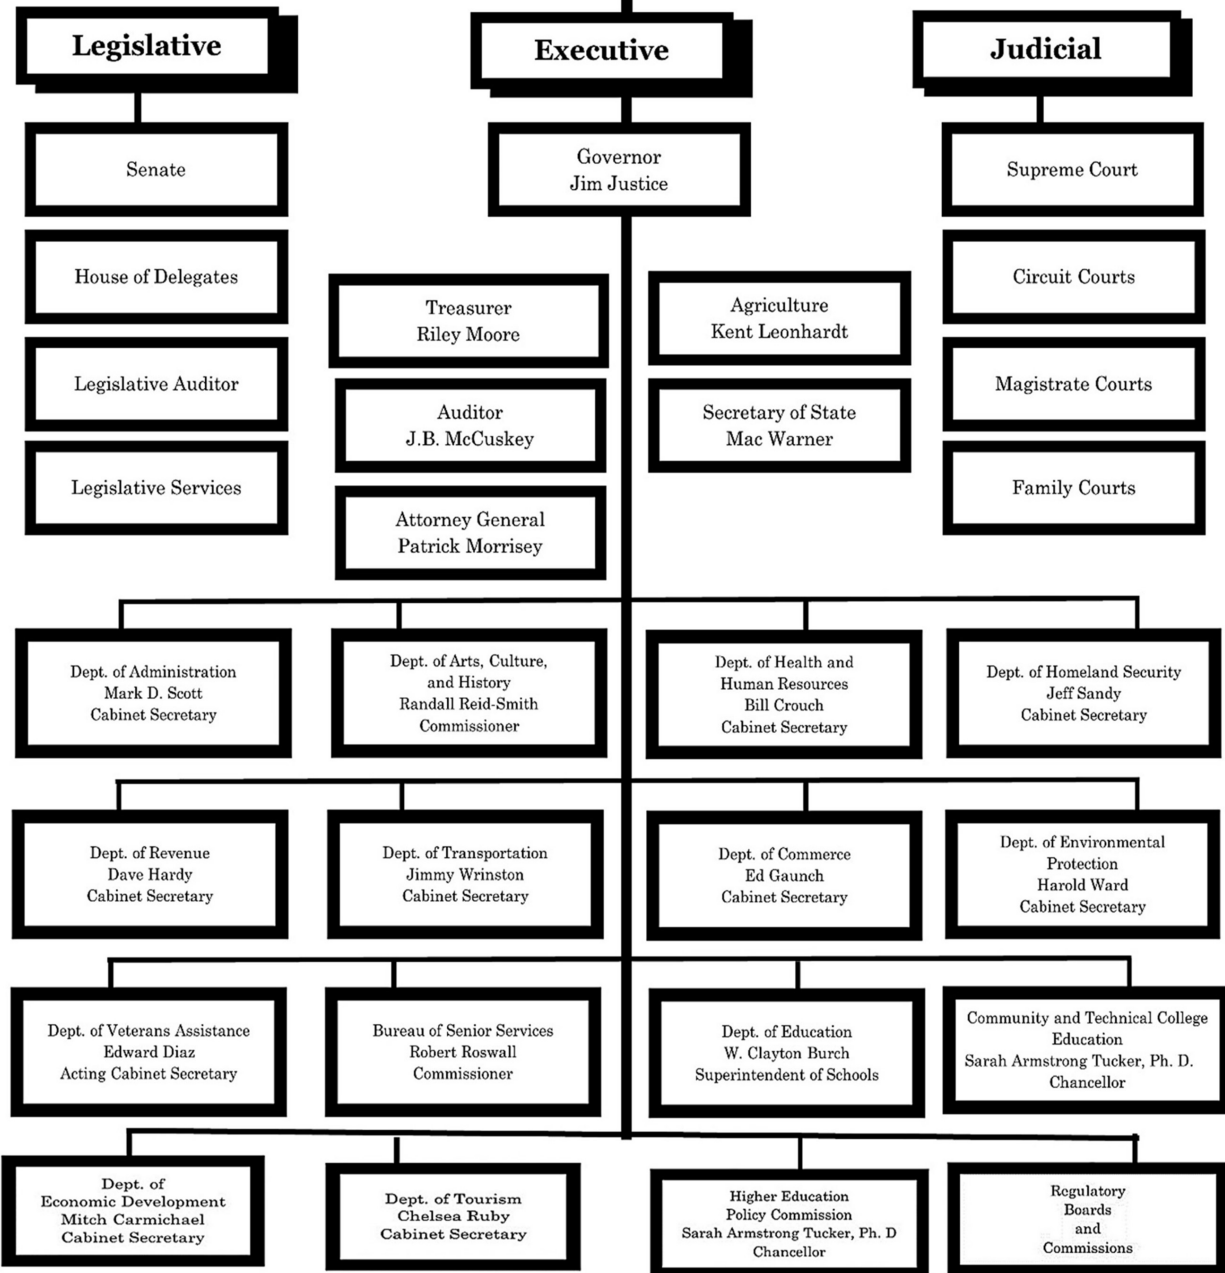 Legislative
Executive
Judicial
Senate
Governor
Jim Justice
Supreme Court
House of Delegates
Circuit Courts
Treasurer
Riley Moore
Agriculture
Kent Leonhardt
Legislative Auditor
Magistrate Courts
Auditor
J.B. McCuskey
Secretary of State
Mac Warner
Legislative Services
Family Courts
Attorney General
Patrick Morrisey
Dept. of Administration
Mark D. Scott
Cabinet Secretary
Dept. of Arts, Culture,
and History
Randall Reid-Smith
Commissioner
Dept. of Health and
Human Resources
Bill Crouch
Cabinet Secretary
Dept. of Homeland Security
Jeff Sandy
Cabinet Secretary
Dept. of Revenue
Dave Hardy
Cabinet Secretary
Dept. of Transportation
Jimmy Wrinston
Cabinet Secretary
Dept. of Commerce
Ed Gaunch
Cabinet Secretary
Dept. of Environmental
Protection
Harold Ward
Cabinet Secretary
Dept. of Veterans Assistance
Edward Diaz
Acting Cabinet Secretary
Bureau of Senior Services
Robert Roswall
Commissioner
Dept. of Education
W. Clayton Burch
Superintendent of Schools
Community and Technical College
Education
Sarah Armstrong Tucker, Ph. D.
Chancellor
Dept. of
Economic Development
Mitch Carmichael
Cabinet Secretary
Dept. of Tourism
Chelsea Ruby
Cabinet Secretary
Higher Education
Policy Commission
Sarah Armstrong Tucker, Ph. D
Chancellor
Regulatory
Boards
and
Commissions